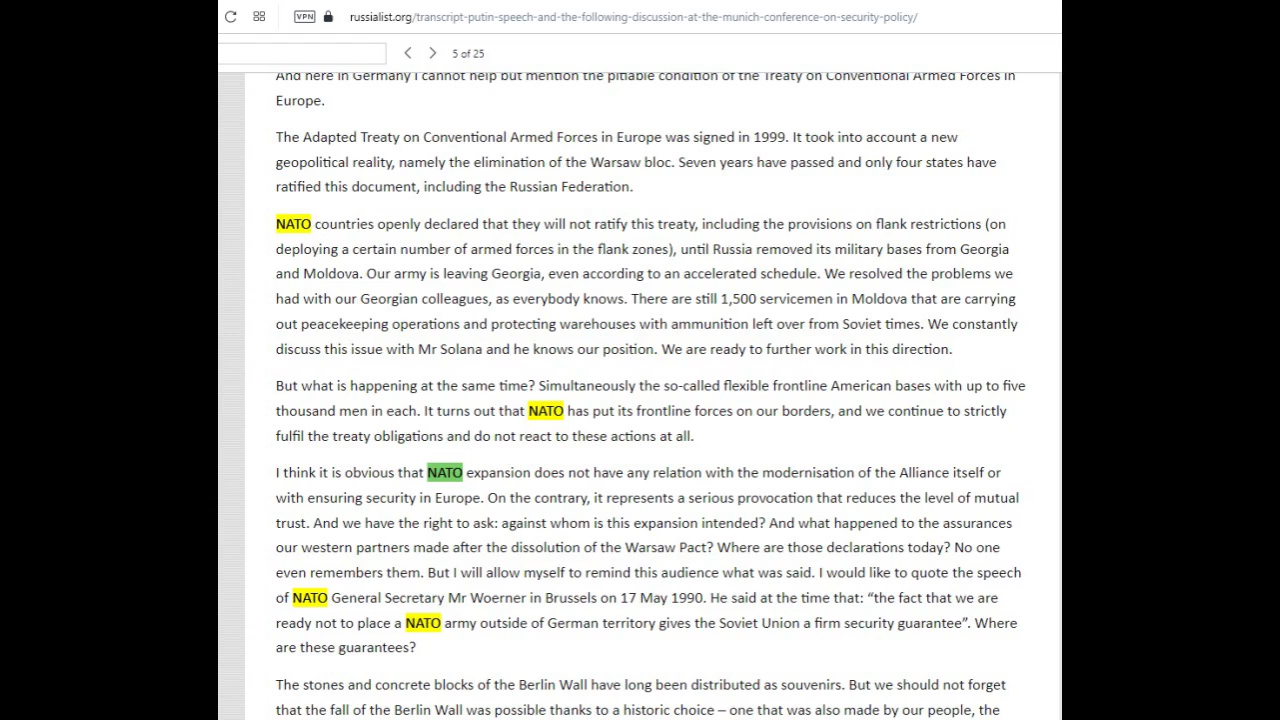 VPN russialist.org/transcript-putin-speech-and-the-following-discussion-at-the-munich-conference-on-security-policy/
5 of 25
And here in Germany I cannot help but mention the pitiable condition of the Treaty on Conventional Armed Forces in
Europe.
The Adapted Treaty on Conventional Armed Forces in Europe was signed in 1999. It took into account a new
geopolitical reality, namely the elimination of the Warsaw bloc. Seven years have passed and only four states have
ratified this document, including the Russian Federation.
NATO countries openly declared that they will not ratify this treaty, including the provisions on flank restrictions (on
deploying a certain number of armed forces in the flank zones), until Russia removed its military bases from Georgia
and Moldova. Our army is leaving Georgia, even according to an accelerated schedule. We resolved the problems we
had with our Georgian colleagues, as everybody knows. There are still 1,500 servicemen in Moldova that are carrying
out peacekeeping operations and protecting warehouses with ammunition left over from Soviet times. We constantly
discuss this issue with Mr Solana and he knows our position. We are ready to further work in this direction.
But what is happening at the same time? Simultaneously the so-called flexible frontline American bases with up to five
thousand men in each. It turns out that NATO has put its frontline forces on our borders, and we continue to strictly
fulfil the treaty obligations and do not react to these actions at all.
I think it is obvious that NATO expansion does not have any relation with the modernisation of the Alliance itself or
with ensuring security in Europe. On the contrary, it represents a serious provocation that reduces the level of mutual
trust. And we have the right to ask: against whom is this expansion intended? And what happened to the assurances
our western partners made after the dissolution of the Warsaw Pact? Where are those declarations today? No one
even remembers them. But I will allow myself to remind this audience what was said. I would like to quote the speech
of NATO General Secretary Mr Woerner in Brussels on 17 May 1990. He said at the time that: “the fact that we are
ready not to place a NATO army outside of German territory gives the Soviet Union a firm security guarantee”. Where
are these guarantees?
The stones and concrete blocks of the Berlin Wall have long been distributed as souvenirs. But we should not forget
that the fall of the Berlin Wall was possible thanks to a historic choice – one that was also made by our people, the